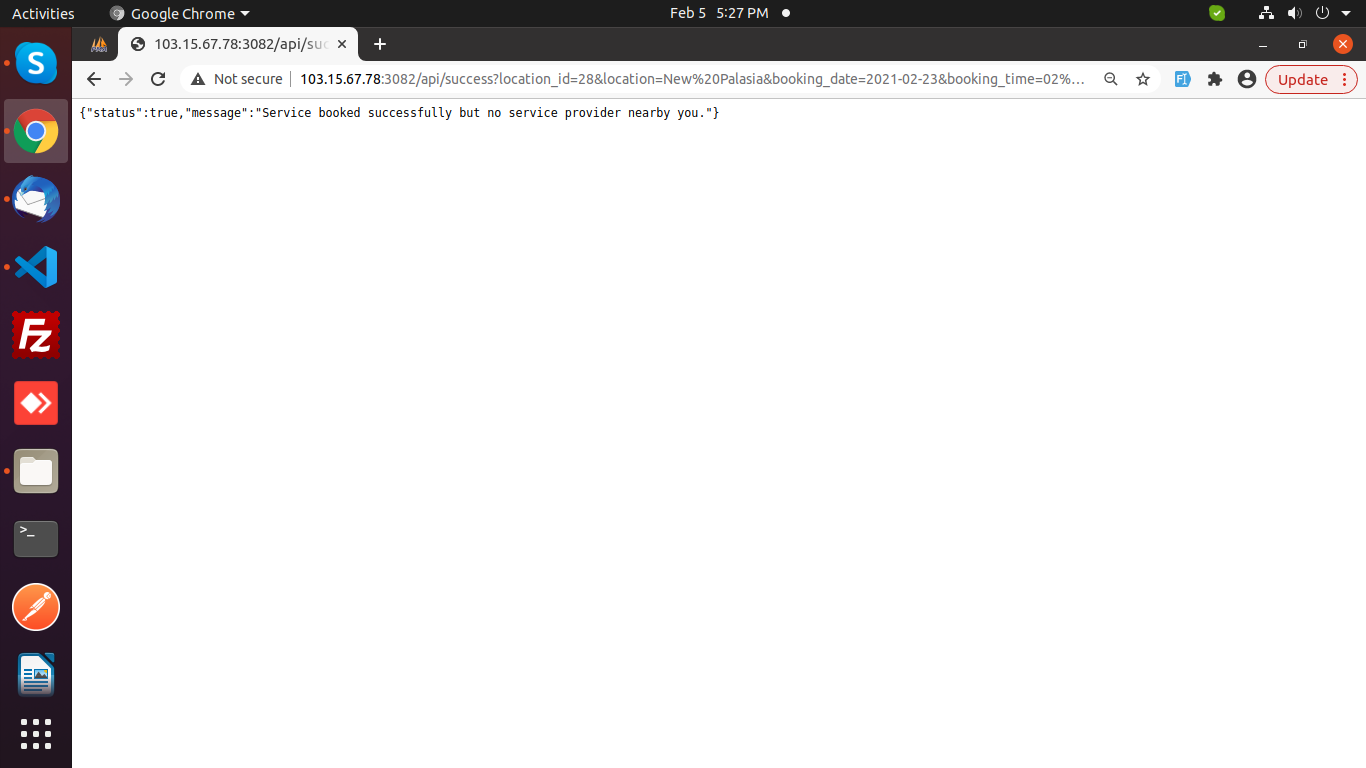 Activities
Google Chrome
Feb 5 5:27 PM
103.15.67.78:3082/api/suc
Not secure
103.15.67.78:3082/api/success?location_id=28&location=New%20Palasia&booking_date=2021-02-23&booking_time=02%...
Update
{"status":true,"message":"Service booked successfully but no service provider nearby you."}
S
Fz
>_